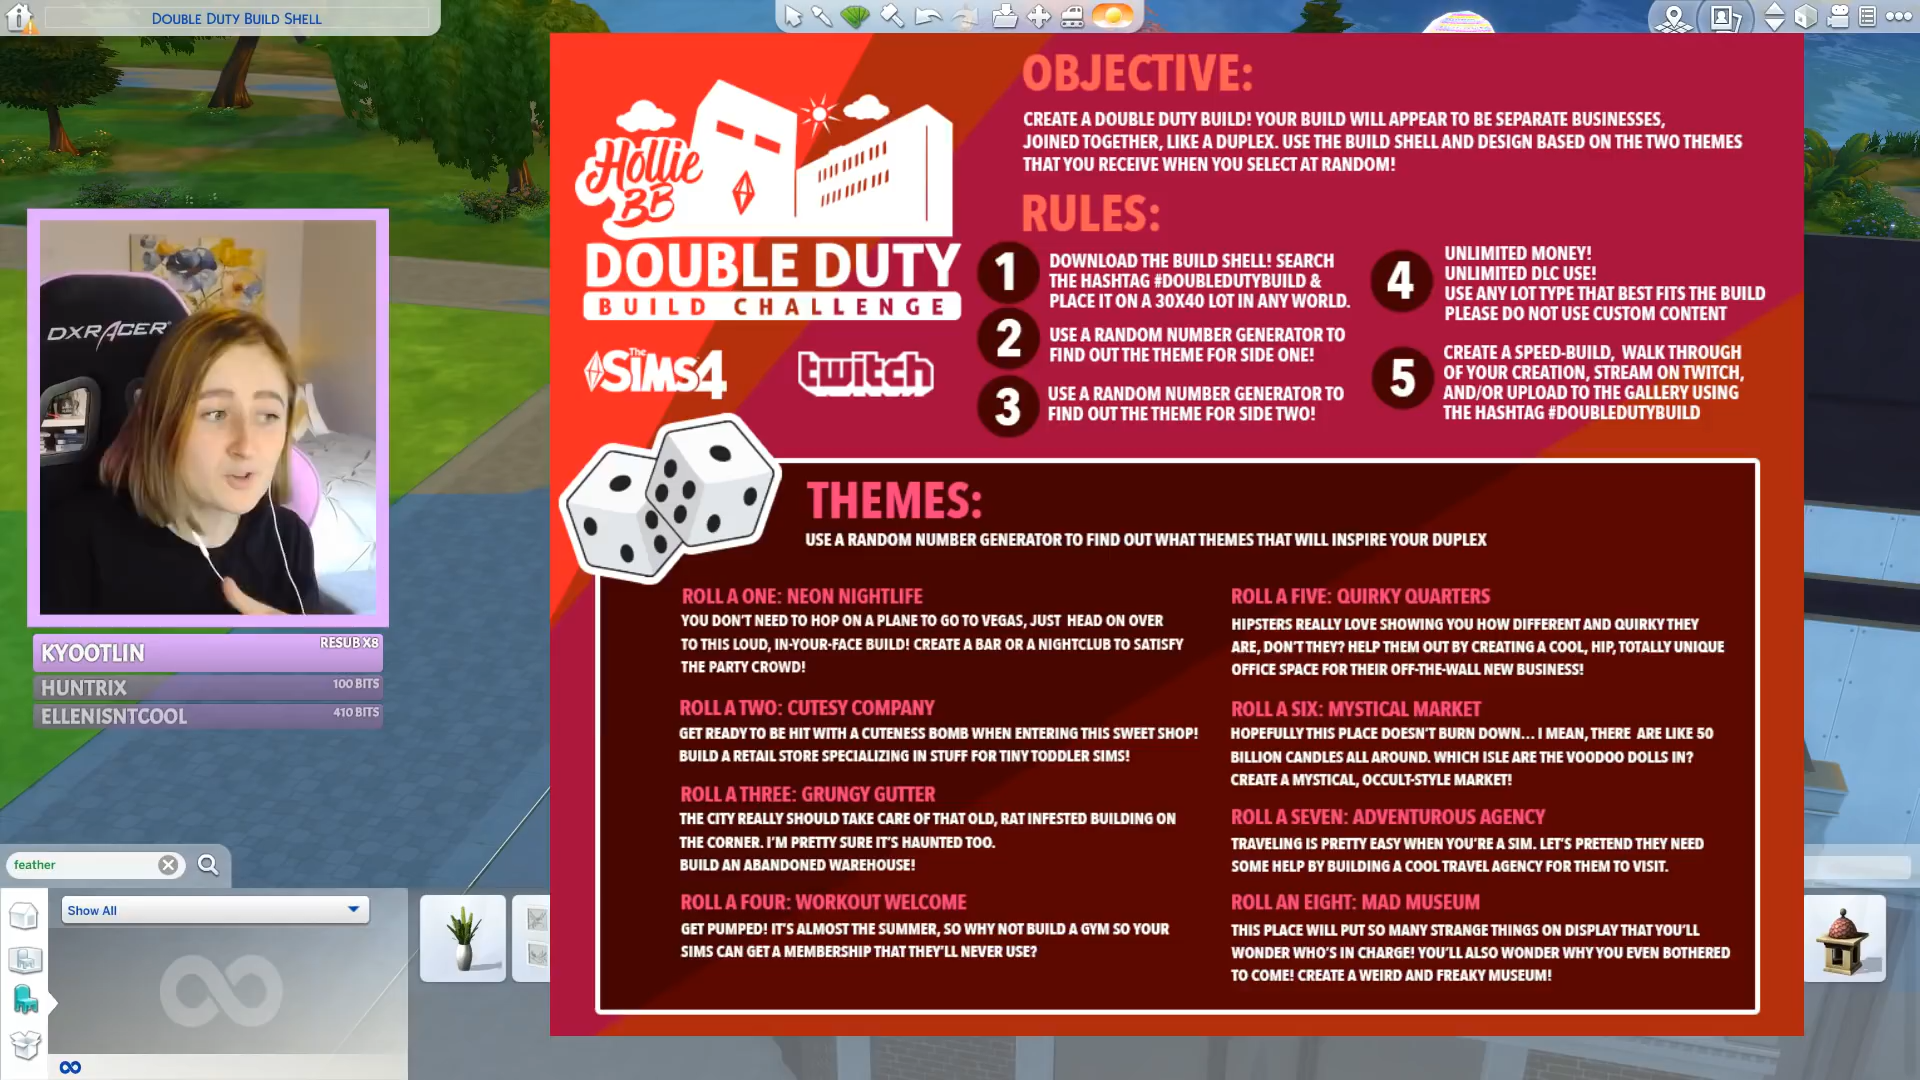 DOUBLE DUTY BUILD SHELL
Hollie
BB
DOUBLE DUTY
BUILD CHALLENGE
The SIMS 4
twitch
OBJECTIVE:
CREATE A DOUBLE DUTY BUILD! YOUR BUILD WILL APPEAR TO BE SEPARATE BUSINESSES,
JOINED TOGETHER, LIKE A DUPLEX. USE THE BUILD SHELL AND DESIGN BASED ON THE TWO THEMES
THAT YOU RECEIVE WHEN YOU SELECT AT RANDOM!
RULES:
1
DOWNLOAD THE BUILD SHELL! SEARCH
THE HASHTAG #DOUBLEDUTYBUILD &
PLACE IT ON A 30X40 LOT IN ANY WORLD.
2
USE A RANDOM NUMBER GENERATOR TO
FIND OUT THE THEME FOR SIDE ONE!
3
USE A RANDOM NUMBER GENERATOR TO
FIND OUT THE THEME FOR SIDE TWO!
4
UNLIMITED MONEY!
UNLIMITED DLC USE!
USE ANY LOT TYPE THAT BEST FITS THE BUILD
PLEASE DO NOT USE CUSTOM CONTENT
5
CREATE A SPEED-BUILD, WALK THROUGH
OF YOUR CREATION, STREAM ON TWITCH,
AND/OR UPLOAD TO THE GALLERY USING
THE HASHTAG #DOUBLEDUTYBUILD
THEMES:
USE A RANDOM NUMBER GENERATOR TO FIND OUT WHAT THEMES THAT WILL INSPIRE YOUR DUPLEX
ROLL A ONE: NEON NIGHTLIFE
YOU DON'T NEED TO HOP ON A PLANE TO GO TO VEGAS, JUST HEAD ON OVER
TO THIS LOUD, IN-YOUR-FACE BUILD! CREATE A BAR OR A NIGHTCLUB TO SATISFY
THE PARTY CROWD!
ROLL A TWO: CUTESY COMPANY
GET READY TO BE HIT WITH A CUTENESS BOMB WHEN ENTERING THIS SWEET SHOP!
BUILD A RETAIL STORE SPECIALIZING IN STUFF FOR TINY TODDLER SIMS!
ROLL A THREE: GRUNGY GUTTER
THE CITY REALLY SHOULD TAKE CARE OF THAT OLD, RAT INFESTED BUILDING ON
THE CORNER. I'M PRETTY SURE IT'S HAUNTED TOO.
BUILD AN ABANDONED WAREHOUSE!
ROLL A FOUR: WORKOUT WELCOME
GET PUMPED! IT'S ALMOST THE SUMMER, SO WHY NOT BUILD A GYM SO YOUR
SIMS CAN GET A MEMBERSHIP THAT THEY'LL NEVER USE?
ROLL A FIVE: QUIRKY QUARTERS
HIPSTERS REALLY LOVE SHOWING YOU HOW DIFFERENT AND QUIRKY THEY
ARE, DON'T THEY? HELP THEM OUT BY CREATING A COOL, HIP, TOTALLY UNIQUE
OFFICE SPACE FOR THEIR OFF-THE-WALL NEW BUSINESS!
ROLL A SIX: MYSTICAL MARKET
HOPEFULLY THIS PLACE DOESN'T BURN DOWN... I MEAN, THERE ARE LIKE 50
BILLION CANDLES ALL AROUND. WHICH ISLE ARE THE VOODOO DOLLS IN?
CREATE A MYSTICAL, OCCULT-STYLE MARKET!
ROLL A SEVEN: ADVENTUROUS AGENCY
TRAVELING IS PRETTY EASY WHEN YOU'RE A SIM. LET'S PRETEND THEY NEED
SOME HELP BY BUILDING A COOL TRAVEL AGENCY FOR THEM TO VISIT.
ROLL AN EIGHT: MAD MUSEUM
THIS PLACE WILL PUT SO MANY STRANGE THINGS ON DISPLAY THAT YOU'LL
WONDER WHO'S IN CHARGE! YOU'LL ALSO WONDER WHY YOU EVEN BOTHERED
TO COME! CREATE A WEIRD AND FREAKY MUSEUM!
DXRACER
KYOOTLIN RESUB X8
HUNTRIX 100 BITS
ELLENISNTCOOL 410 BITS
feather
Show All